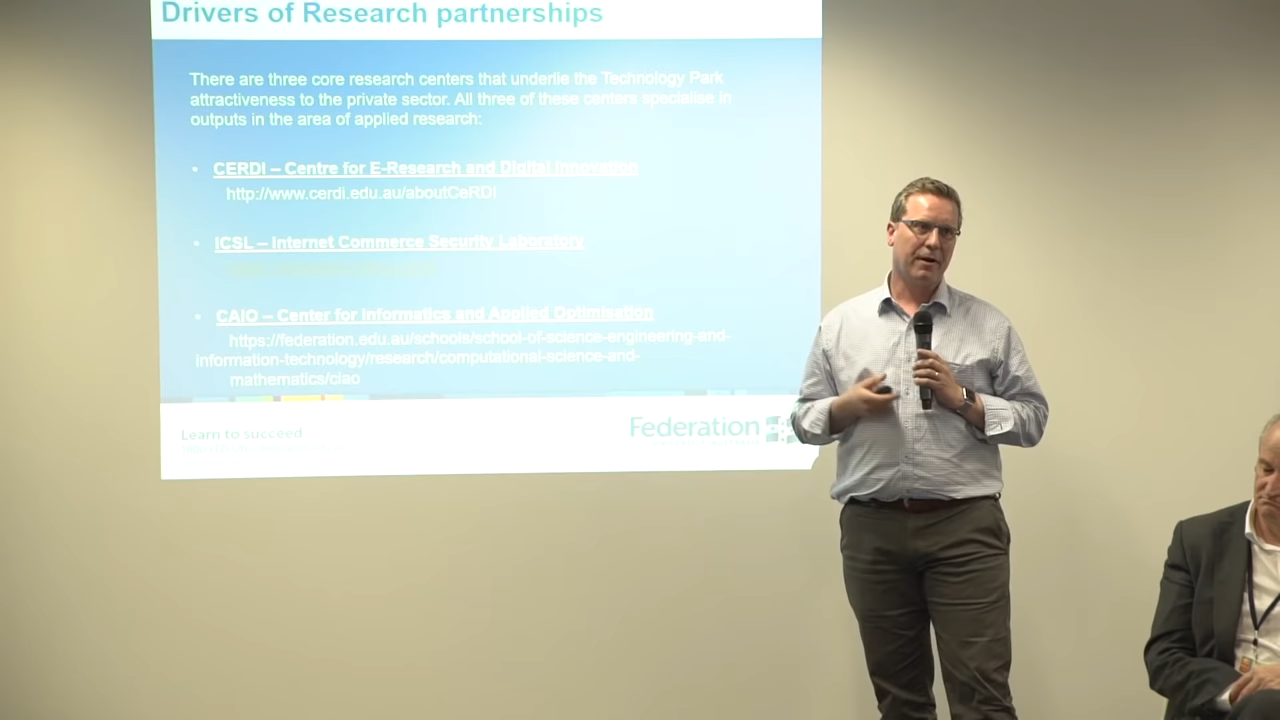 Drivers of Research partnerships
There are three core research centers that underlie the Technology Park
attractiveness to the private sector. All three of these centers specialise in
outputs in the area of applied research:
• CERDI – Centre for E-Research and Digital Innovation
http://www.cerdi.edu.au/aboutCeRDI
• ICSL – Internet Commerce Security Laboratory
• CAIO – Center for Informatics and Applied Optimisation
https://federation.edu.au/schools/school-of-science-engineering-and-
information-technology/research/computational-science-and-
mathematics/ciao
Learn to succeed
Federation